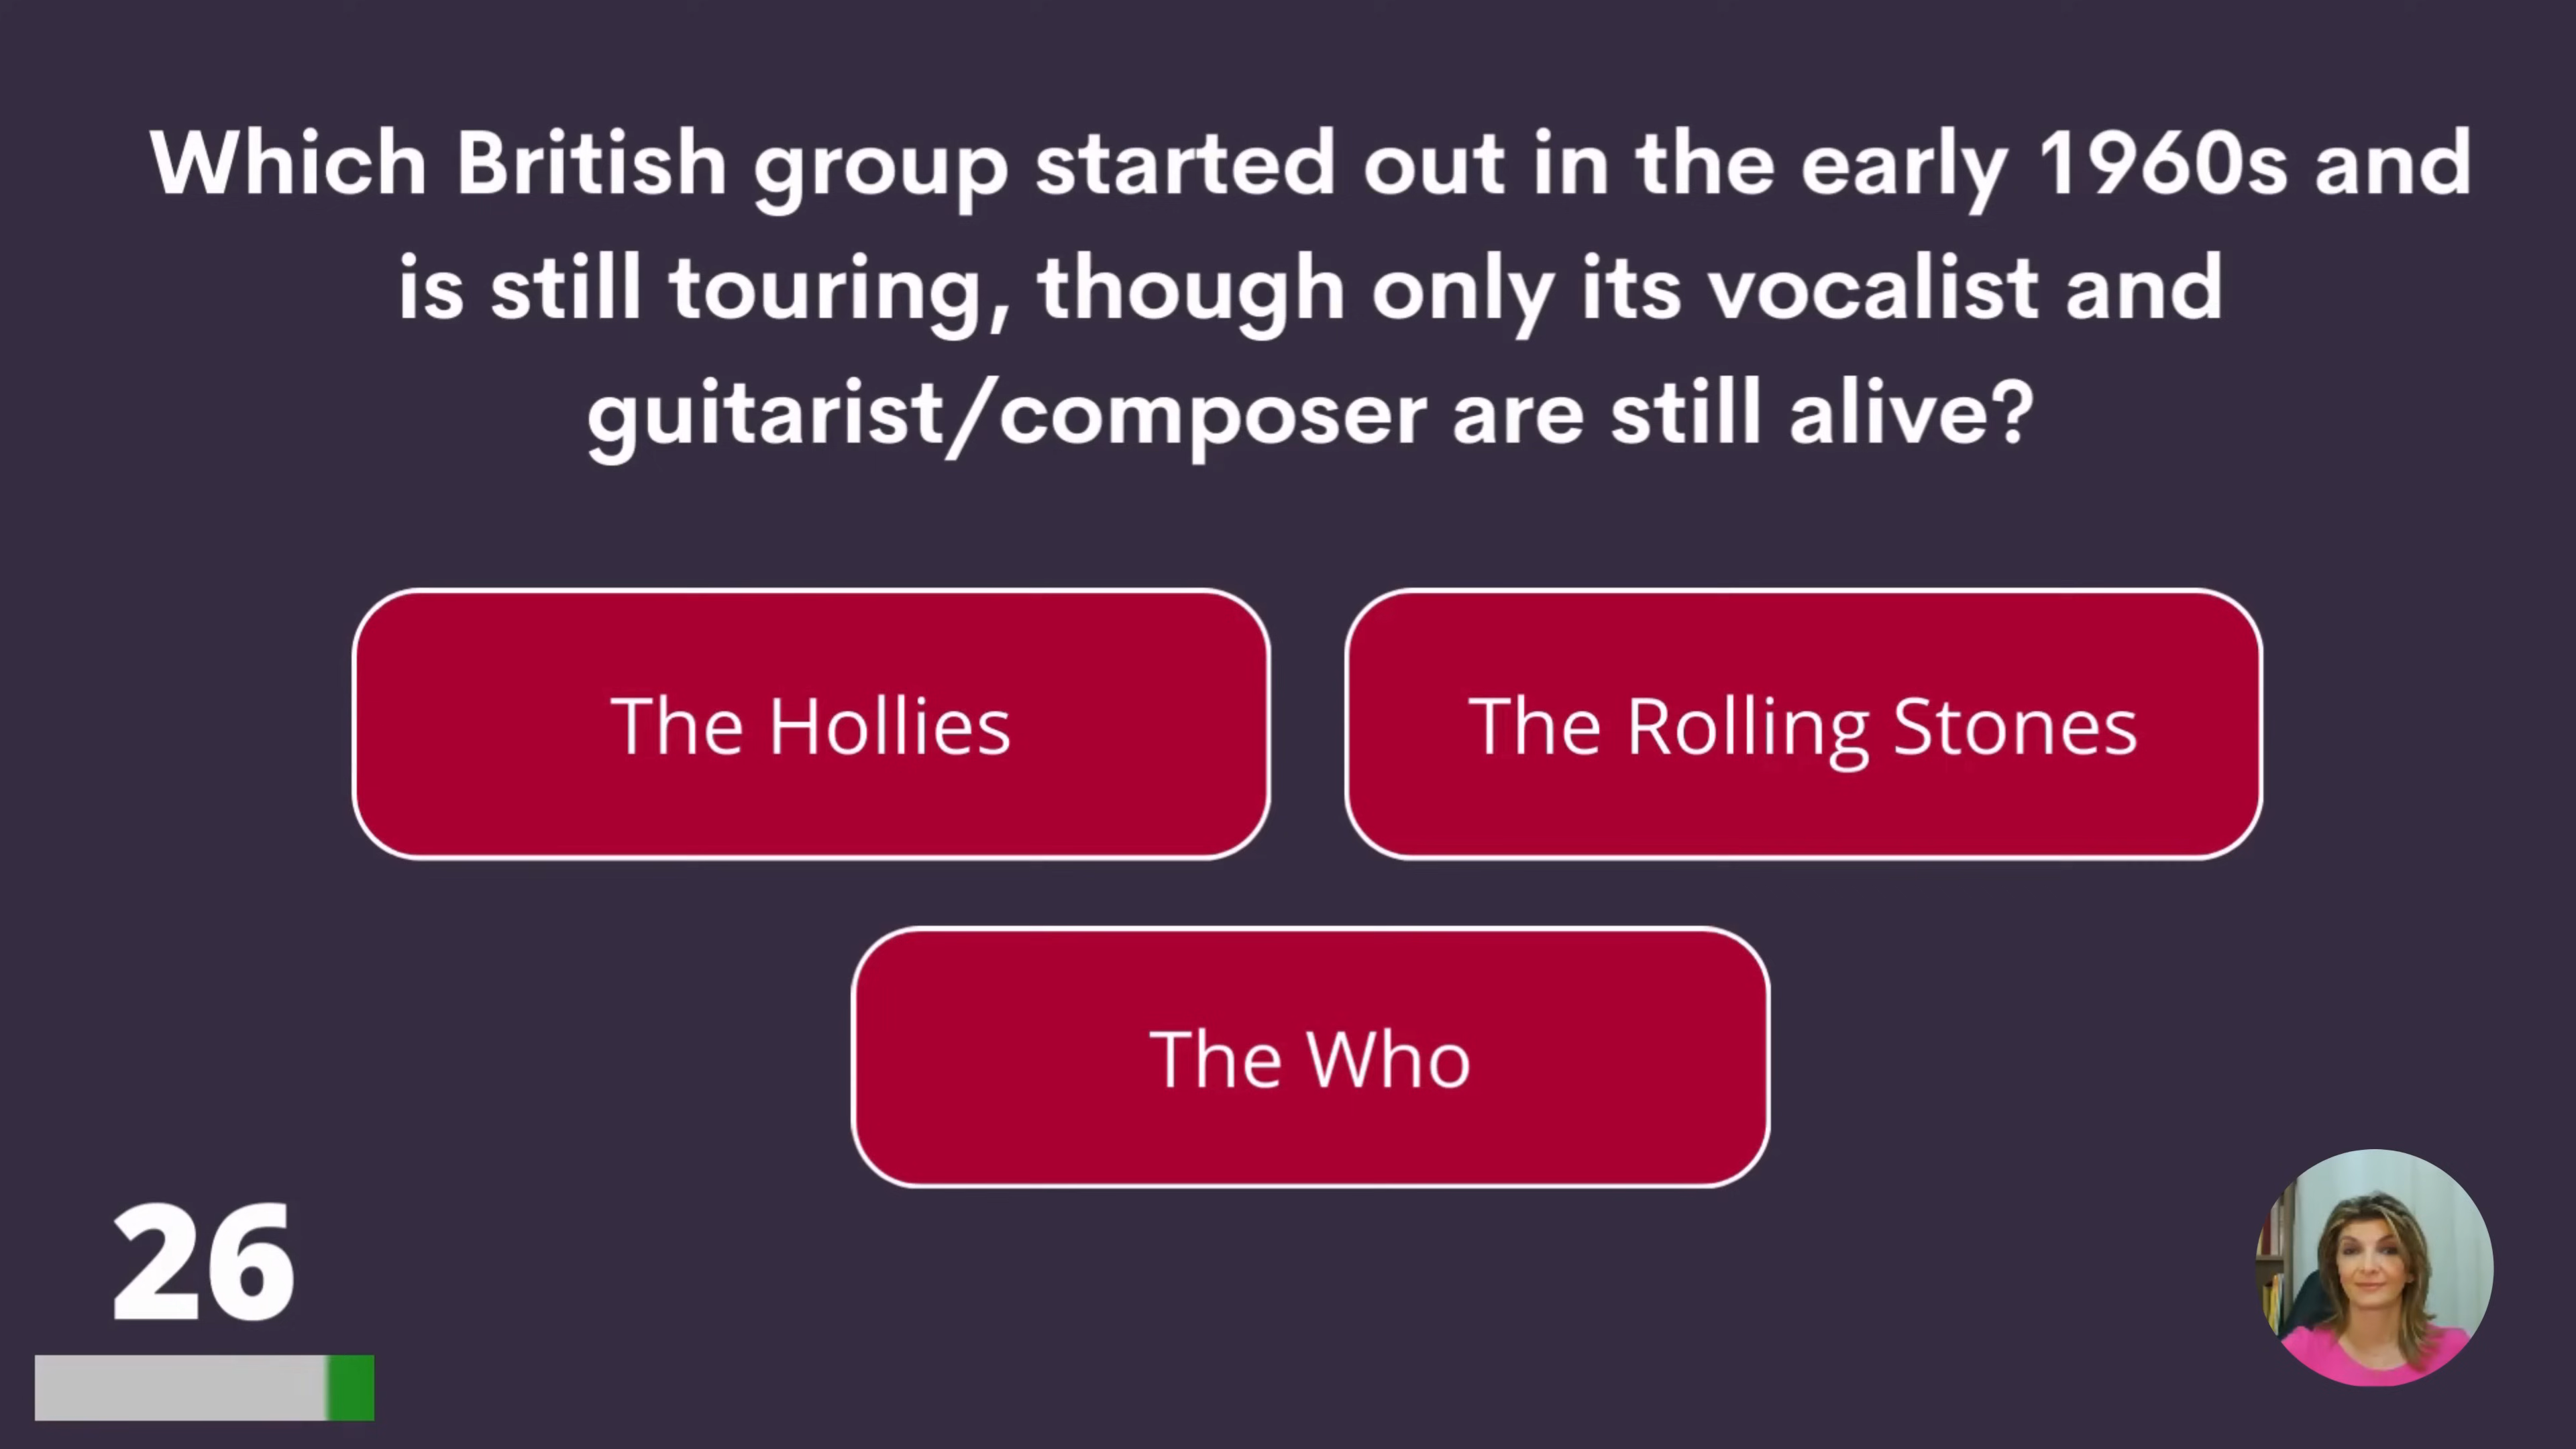 Which British group started out in the early 1960s and
is still touring, though only its vocalist and
guitarist/composer are still alive?
The Hollies
The Rolling Stones
The Who
26